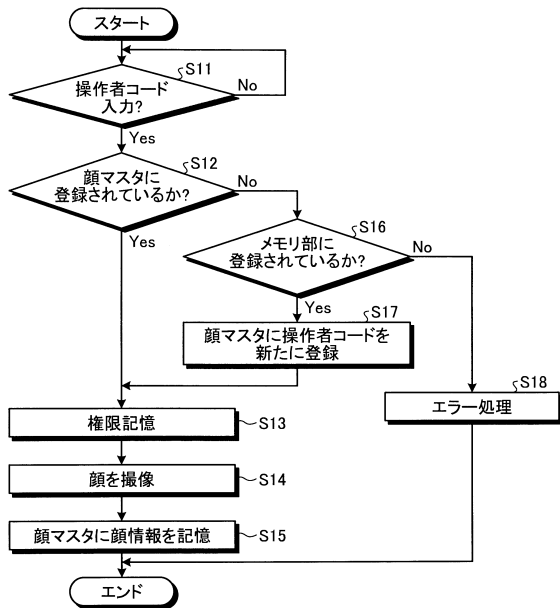 スタート
S11
操作者コード
入力?
No
Yes
S12
顔マスタに
登録されているか?
No
Yes
S16
メモリ部に
登録されているか?
No
Yes
S17
顔マスタに操作者コードを
新たに登録
S18
エラー処理
権限記憶
S13
顔を撮像
S14
顔マスタに顔情報を記憶
S15
エンド